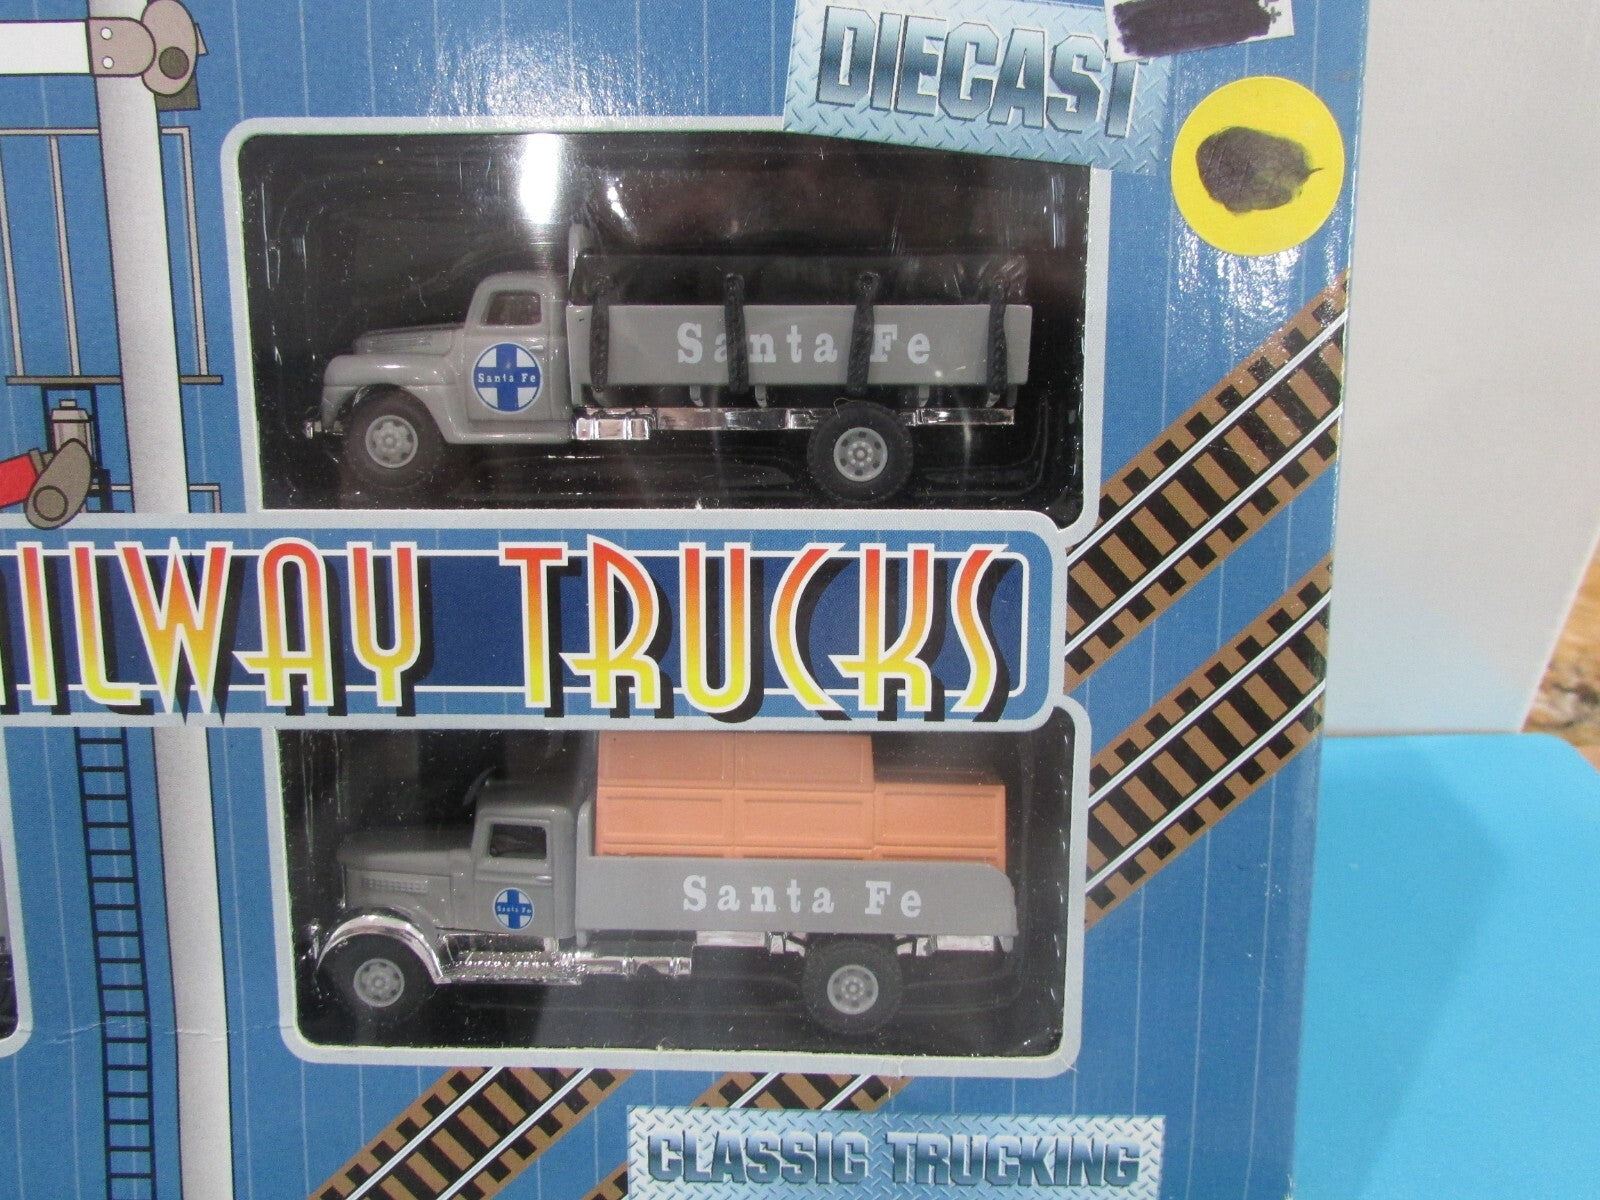 DIECAST
Santa Fe
Santa Fe
ILWAY TRUCKS
Santa Fe
Santa Fe
CLASSIC TRUCKING